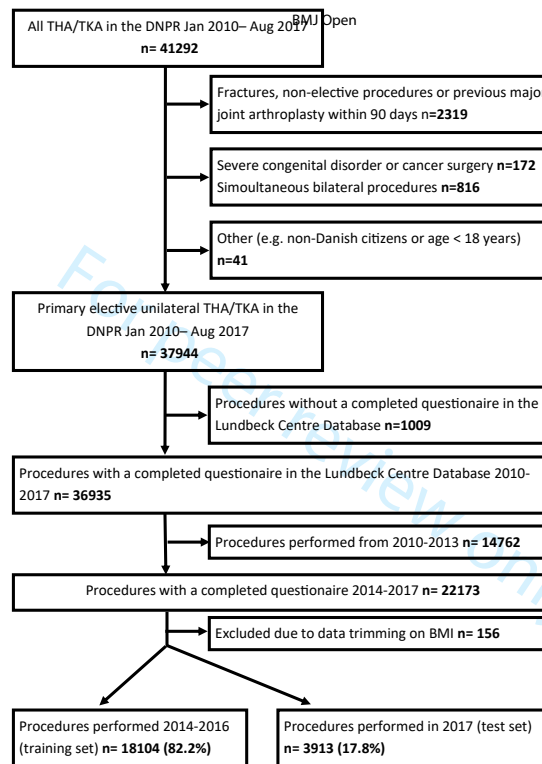 BMJ Open
All THA/TKA in the DNPR Jan 2010– Aug 2017
n= 41292
Fractures, non-elective procedures or previous major
joint arthroplasty within 90 days n=2319
Severe congenital disorder or cancer surgery n=172
Simoultaneous bilateral procedures n=816
Other (e.g. non-Danish citizens or age < 18 years)
n=41
Primary elective unilateral THA/TKA in the
DNPR Jan 2010– Aug 2017
n= 37944
Procedures without a completed questionaire in the
Lundbeck Centre Database n=1009
Procedures with a completed questionaire in the Lundbeck Centre Database 2010-
2017 n= 36935
Procedures performed from 2010-2013 n= 14762
Procedures with a completed questionaire 2014-2017 n= 22173
Excluded due to data trimming on BMI n= 156
Procedures performed 2014-2016
(training set) n= 18104 (82.2%)
Procedures performed in 2017 (test set)
n= 3913 (17.8%)
For peer review on